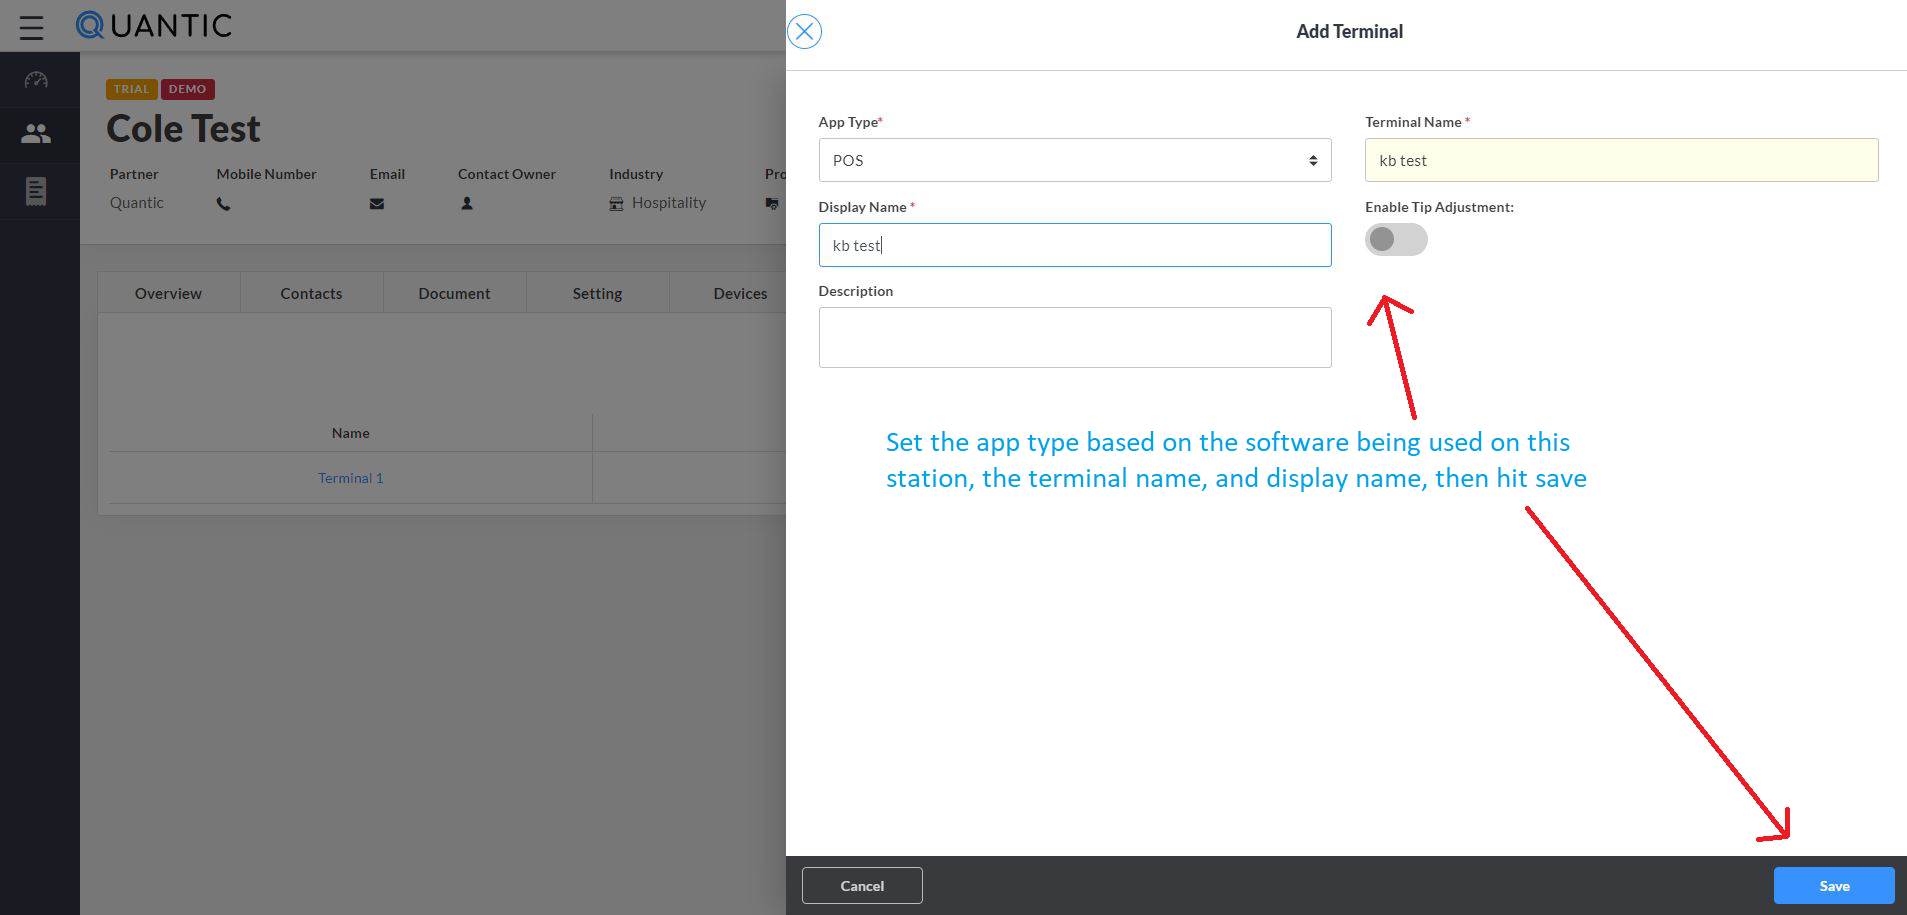 QUANTIC
Add Terminal
TRIAL DEMO
Cole Test
Partner Mobile Number Email Contact Owner Industry Pro
Quantic Hospitality
Overview Contacts Document Setting Devices
Name
Terminal 1
App Type* Terminal Name *
POS kb test
Display Name * Enable Tip Adjustment:
kb test
Description
Set the app type based on the software being used on this
station, the terminal name, and display name, then hit save
Cancel Save